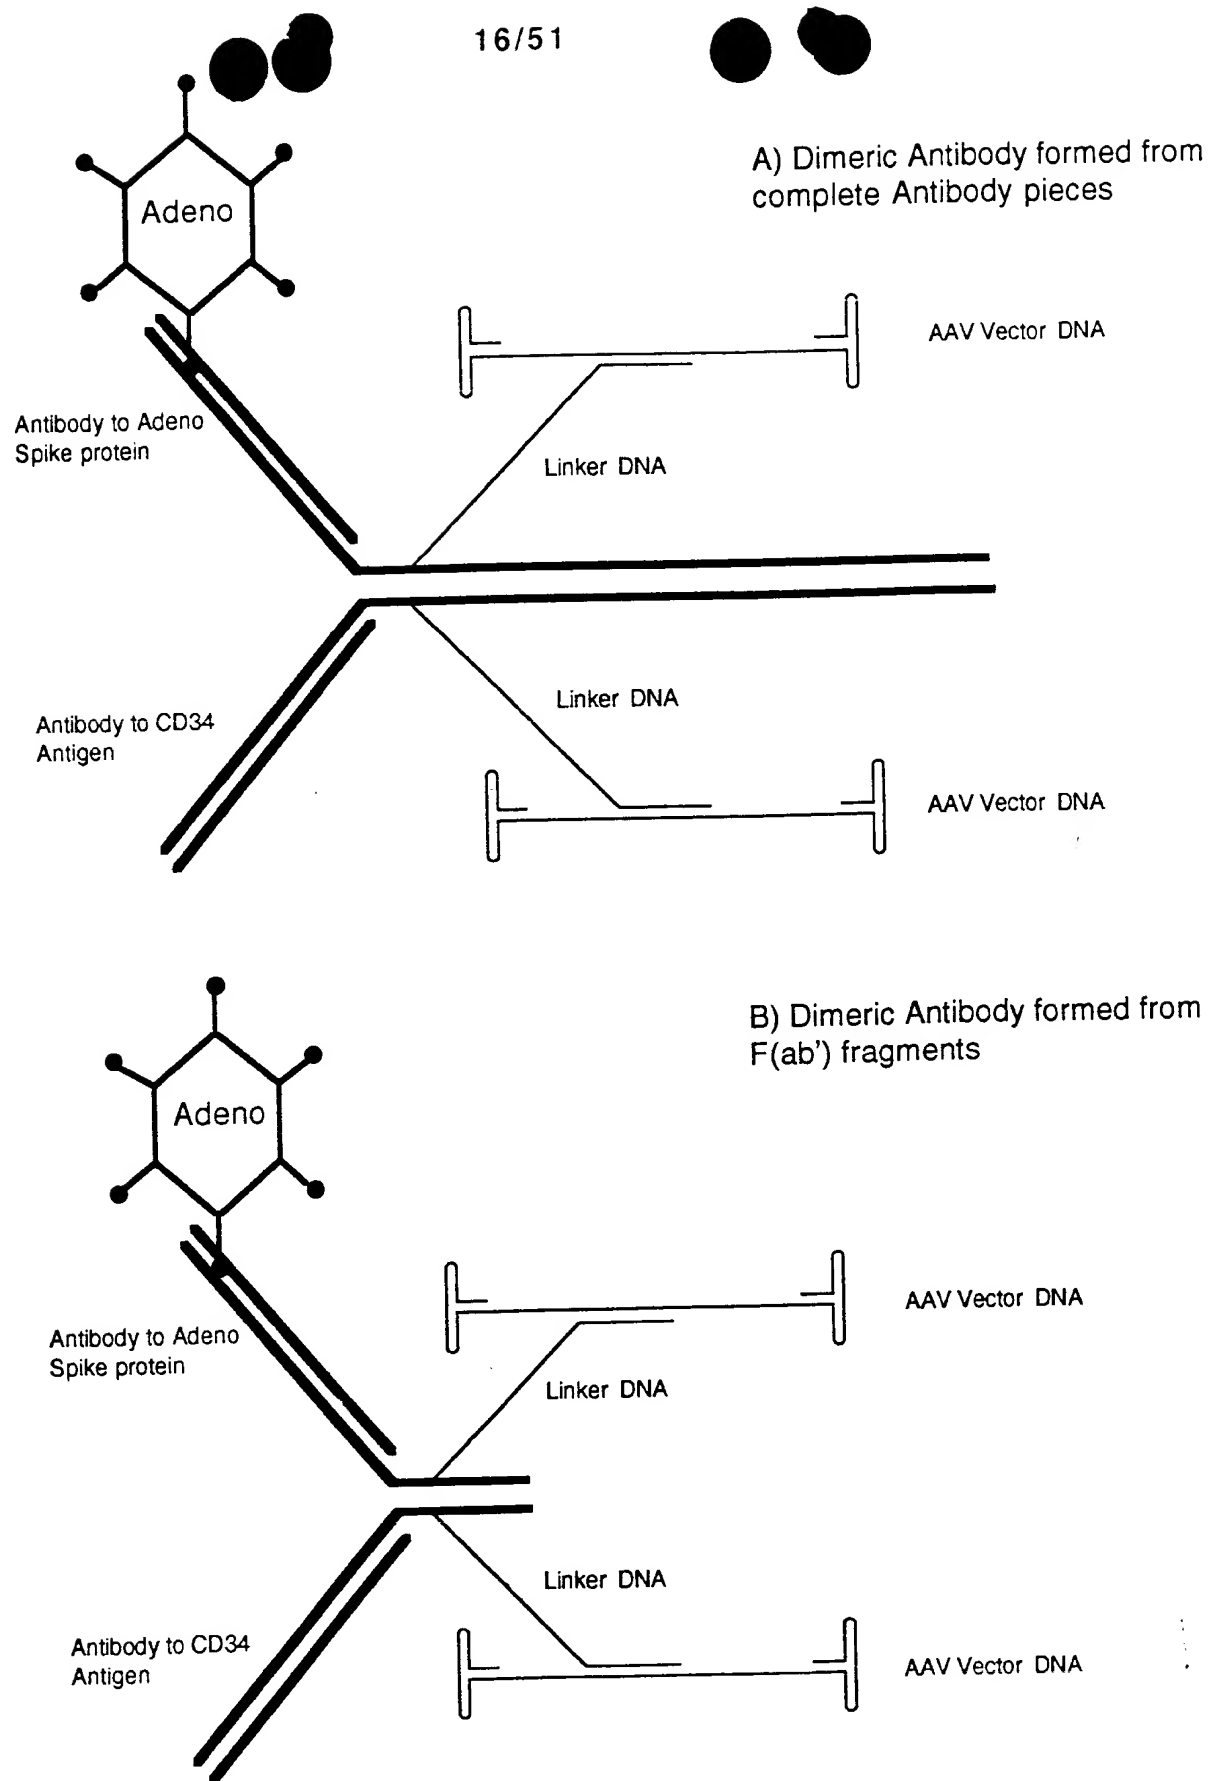 16/51
A) Dimeric Antibody formed from
complete Antibody pieces
Adeno
AAV Vector DNA
Antibody to Adeno
Spike protein
Linker DNA
Linker DNA
Antibody to CD34
Antigen
AAV Vector DNA
B) Dimeric Antibody formed from
F(ab') fragments
Adeno
AAV Vector DNA
Antibody to Adeno
Spike protein
Linker DNA
Linker DNA
Antibody to CD34
Antigen
AAV Vector DNA